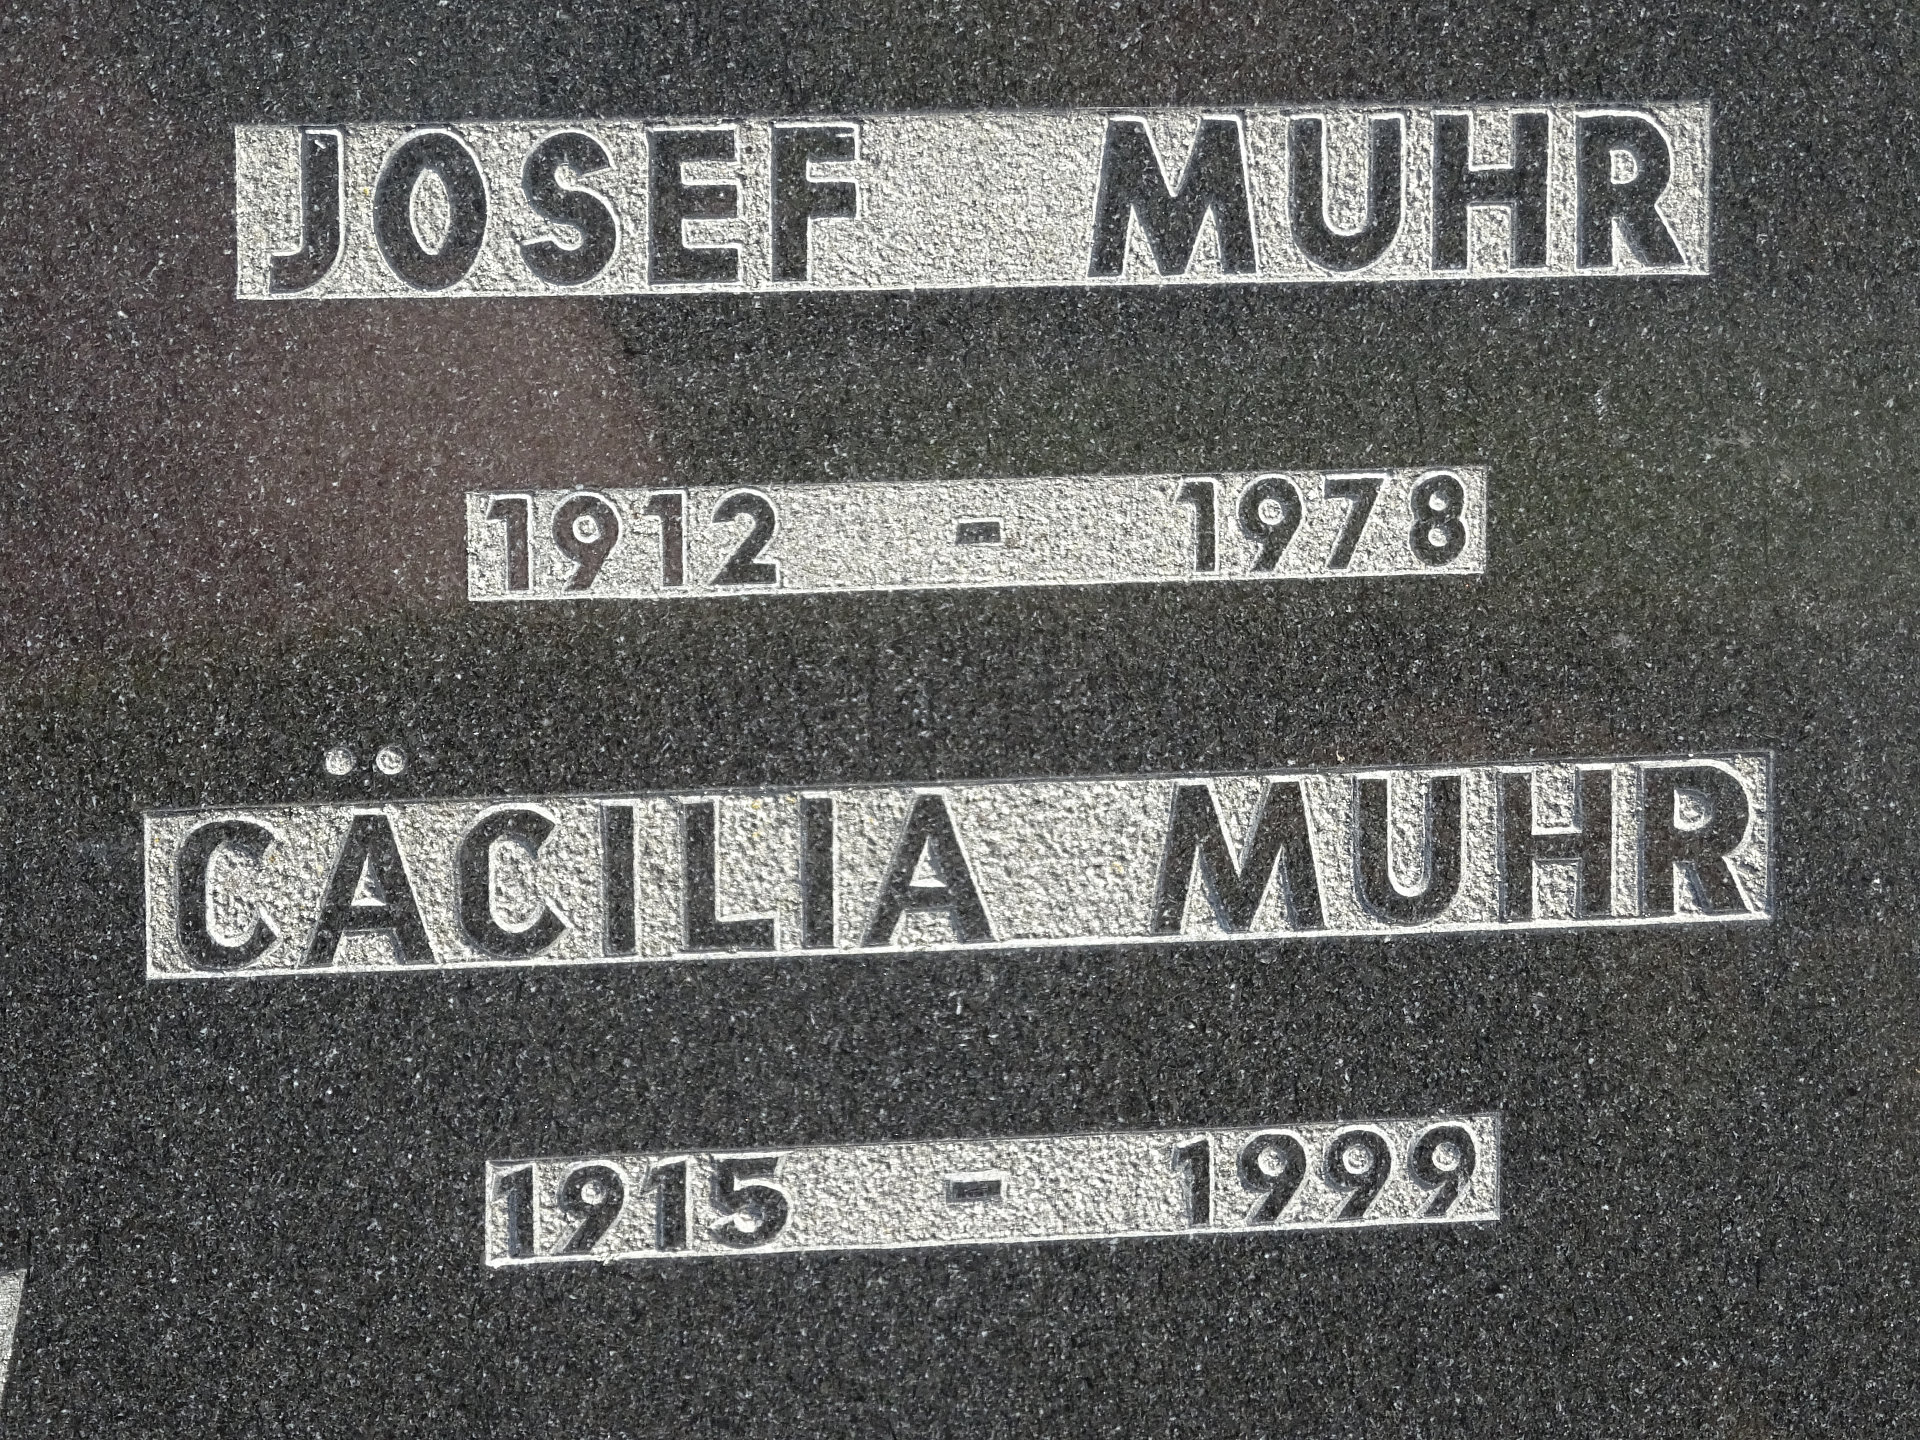 JOSEF MUHR
1912 - 1978
CÄCILIA MUHR
1915 - 1999